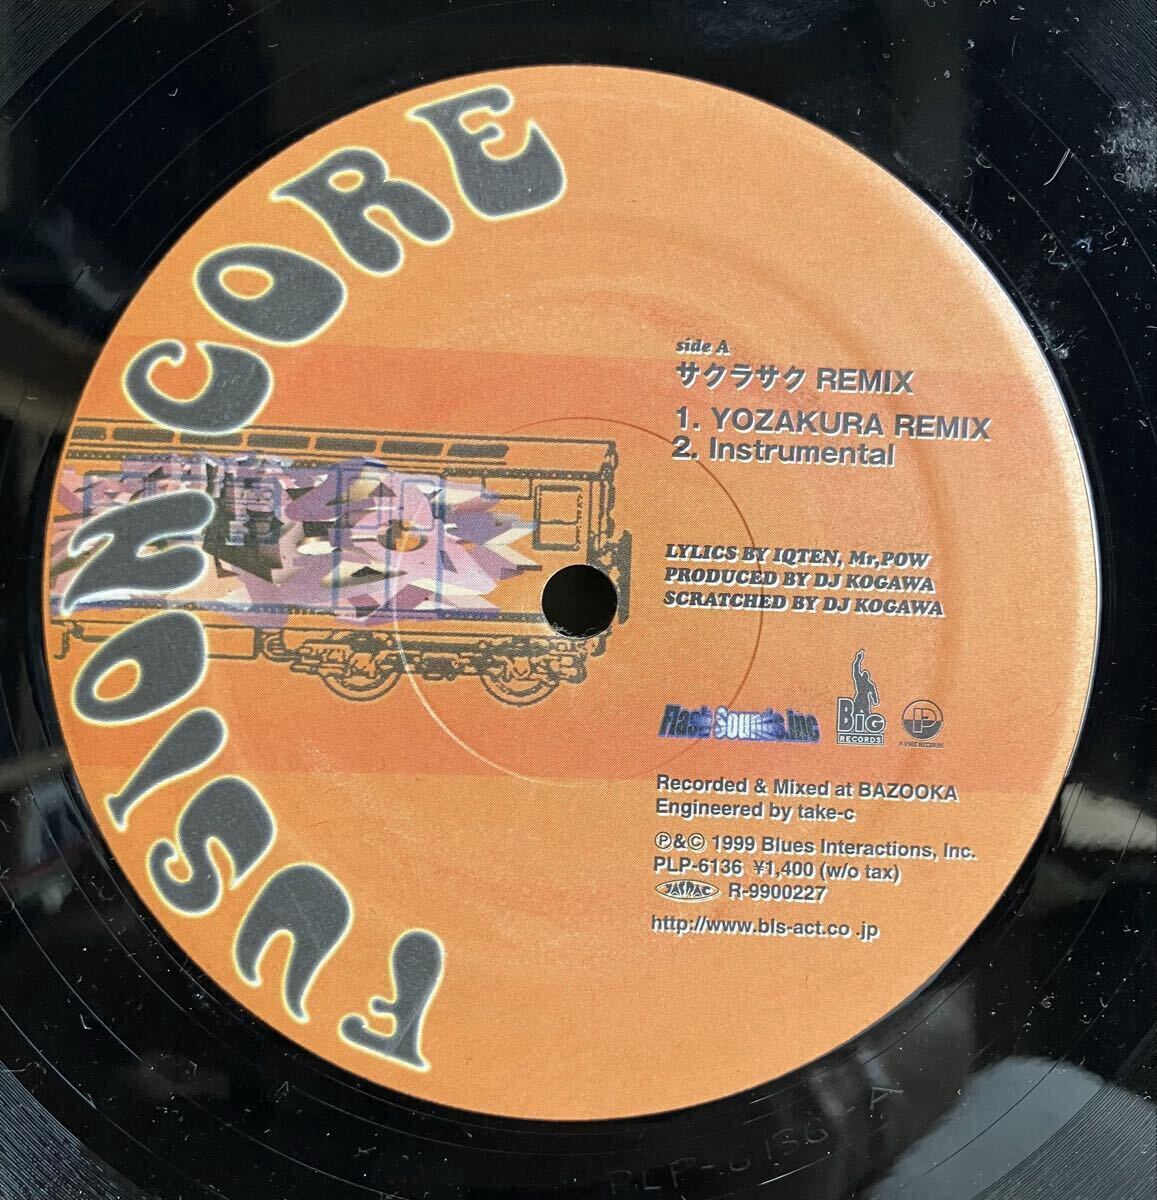 FUSION CORE
side A
サクラサク REMIX
1. YOZAKURA REMIX
2. Instrumental
LYLICS BY IQTEN, Mr,POW
PRODUCED BY DJ KOGAWA
SCRATCHED BY DJ KOGAWA
Flash Sounds.inc
BiG
RECORDS
P-VINE RECORDS
Recorded & Mixed at BAZOOKA
Engineered by take-c
Ⓟ&© 1999 Blues Interactions, Inc.
PLP-6136 ¥1,400 (w/o tax)
JASRAC R-9900227
http://www.bls-act.co .jp
PLP-6136-A